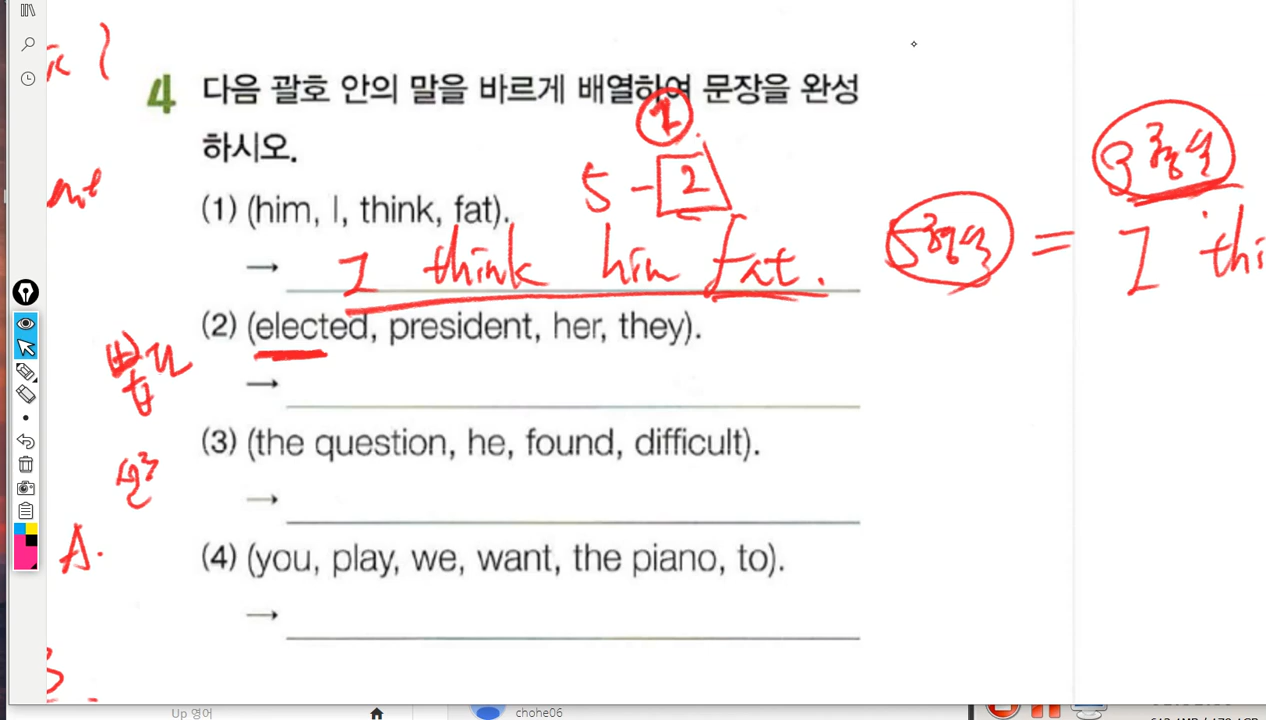 4 다음 괄호 안의 말을 바르게 배열하여 문장을 완성
하시오.
5 - 2
3형식
(1) (him, I, think, fat).
→ I think him fat.
5형식 = I thi
(2) (elected, president, her, they).
→
뽑다
(3) (the question, he, found, difficult).
→
A.
(4) (you, play, we, want, the piano, to).
→
Up 영어
chohe06